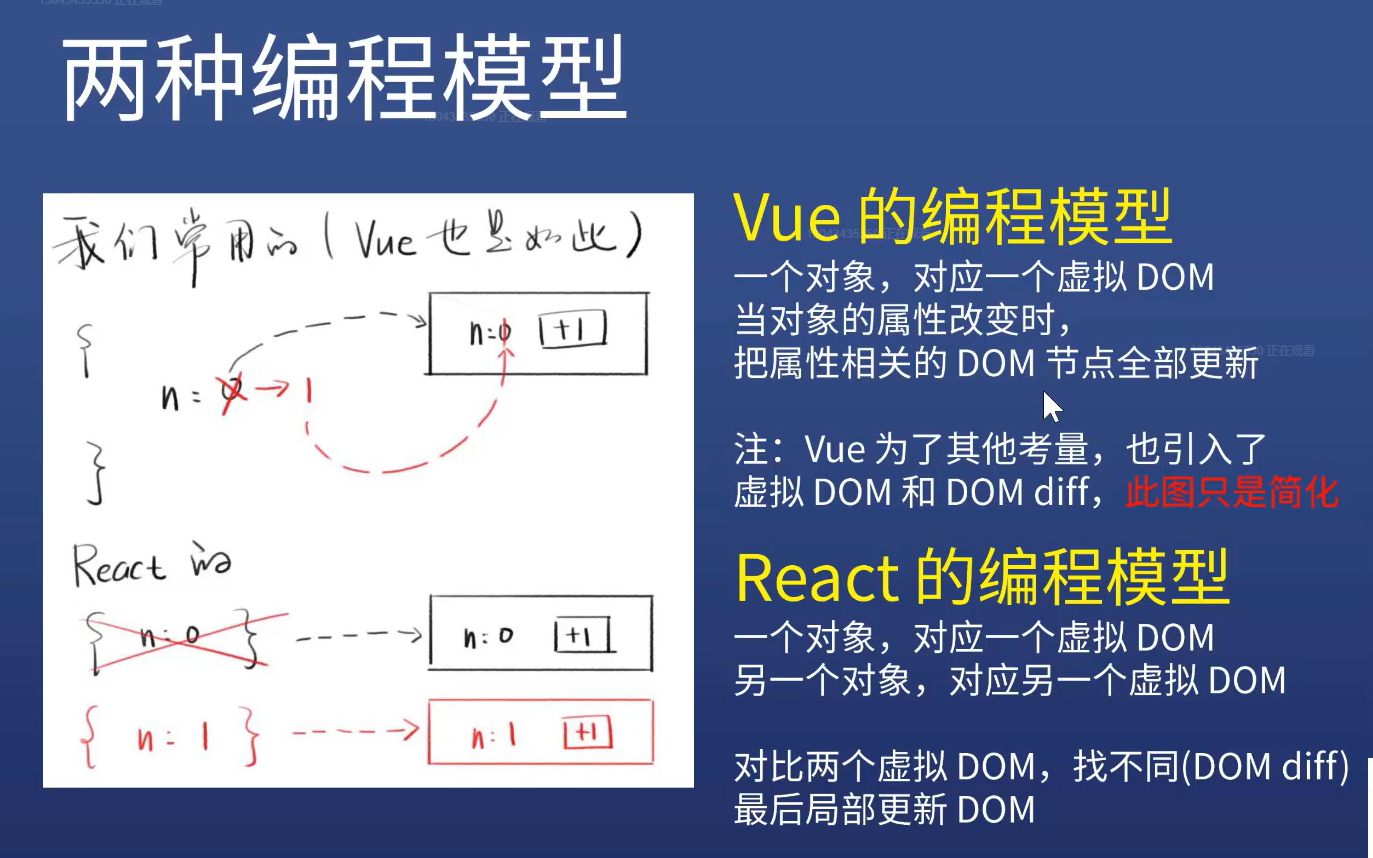 两种编程模型
我们常用的(Vue也是如此)
{
n:0
+1
n: 0→1
}
React 的
{ n:0 }
n:0
+1
{ n: 1 }
n:1
+1
Vue 的编程模型
一个对象，对应一个虚拟 DOM
当对象的属性改变时，
把属性相关的 DOM 节点全部更新
注：Vue 为了其他考量，也引入了
虚拟 DOM 和 DOM diff，此图只是简化
React 的编程模型
一个对象，对应一个虚拟 DOM
另一个对象，对应另一个虚拟 DOM
对比两个虚拟 DOM，找不同(DOM diff)
最后局部更新 DOM